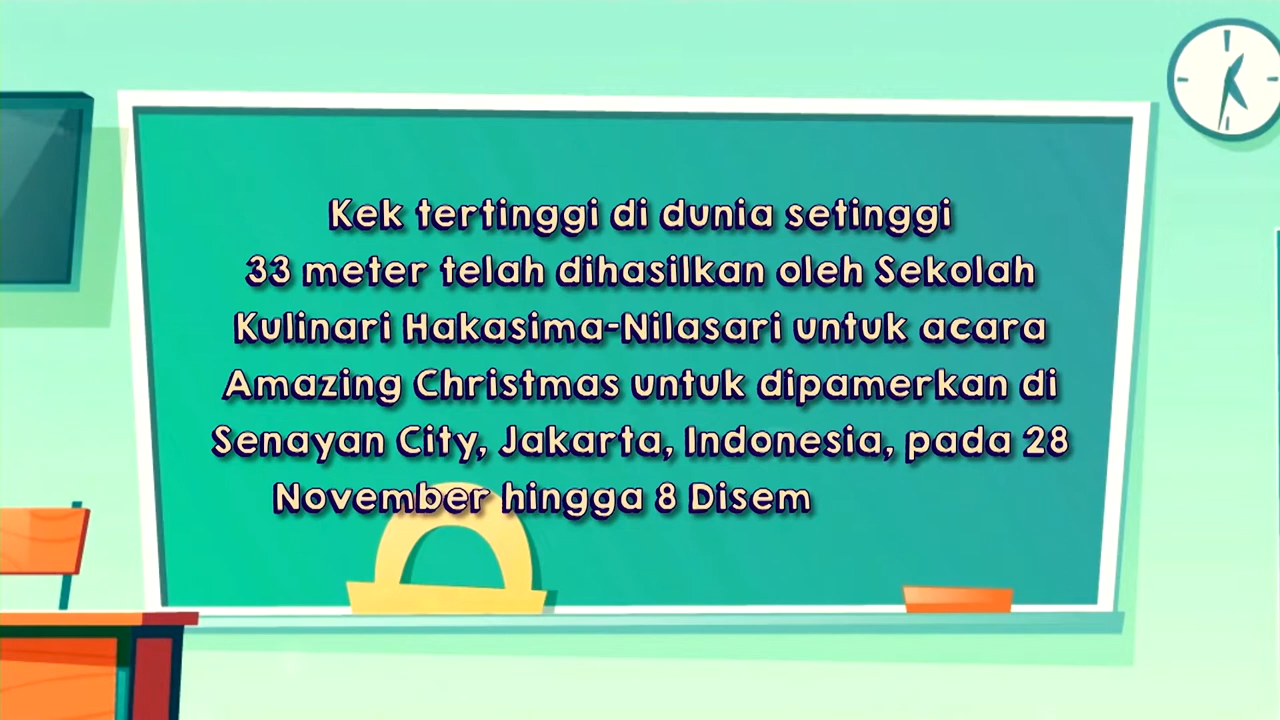 Kek tertinggi di dunia setinggi
33 meter telah dihasilkan oleh Sekolah
Kulinari Hakasima-Nilasari untuk acara
Amazing Christmas untuk dipamerkan di
Senayan City, Jakarta, Indonesia, pada 28
November hingga 8 Disem